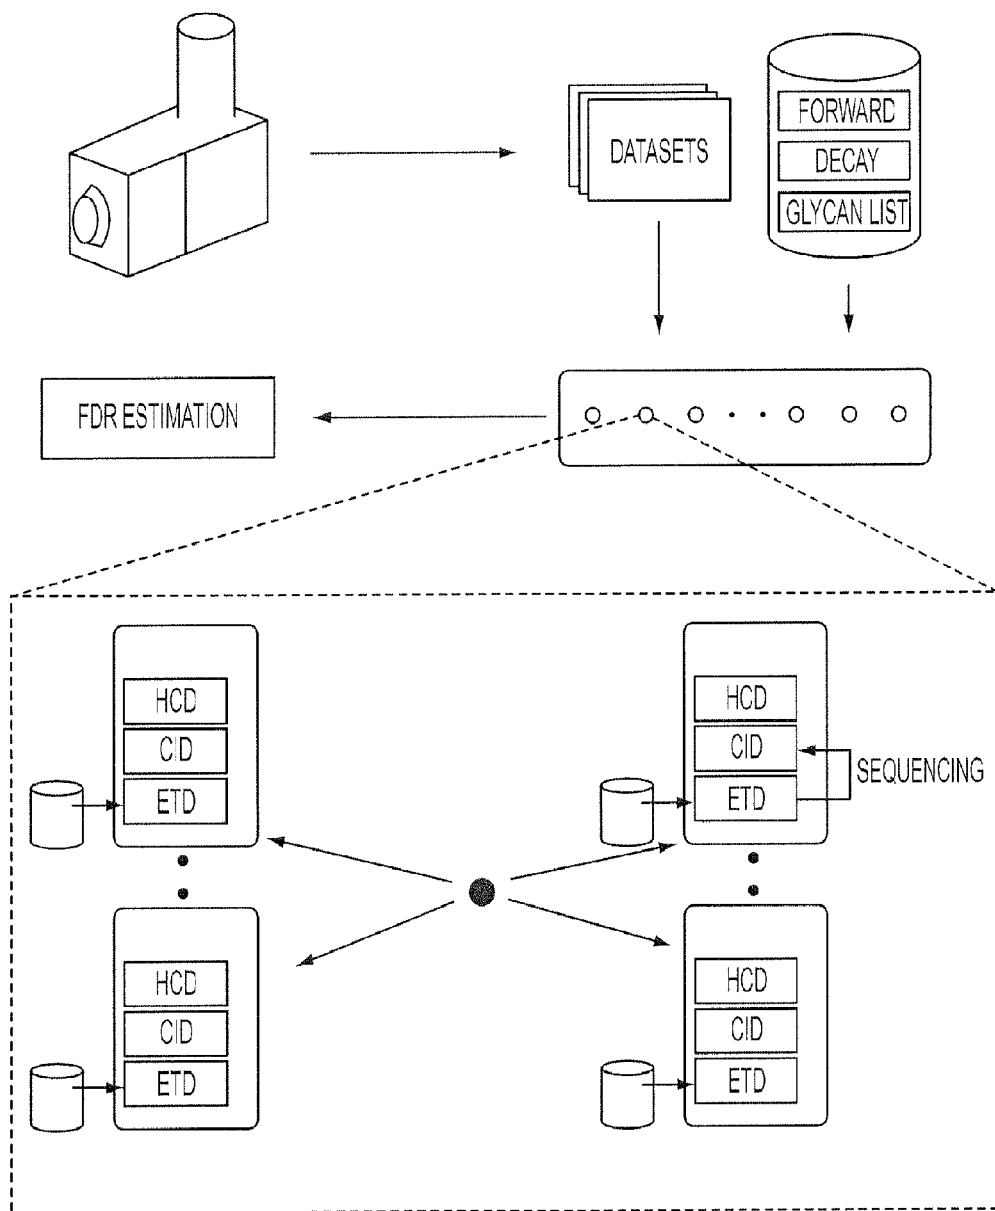 DATASETS
FORWARD
DECAY
GLYCAN LIST
FDR ESTIMATION
HCD
CID
ETD
HCD
CID
ETD
SEQUENCING
HCD
CID
ETD
HCD
CID
ETD